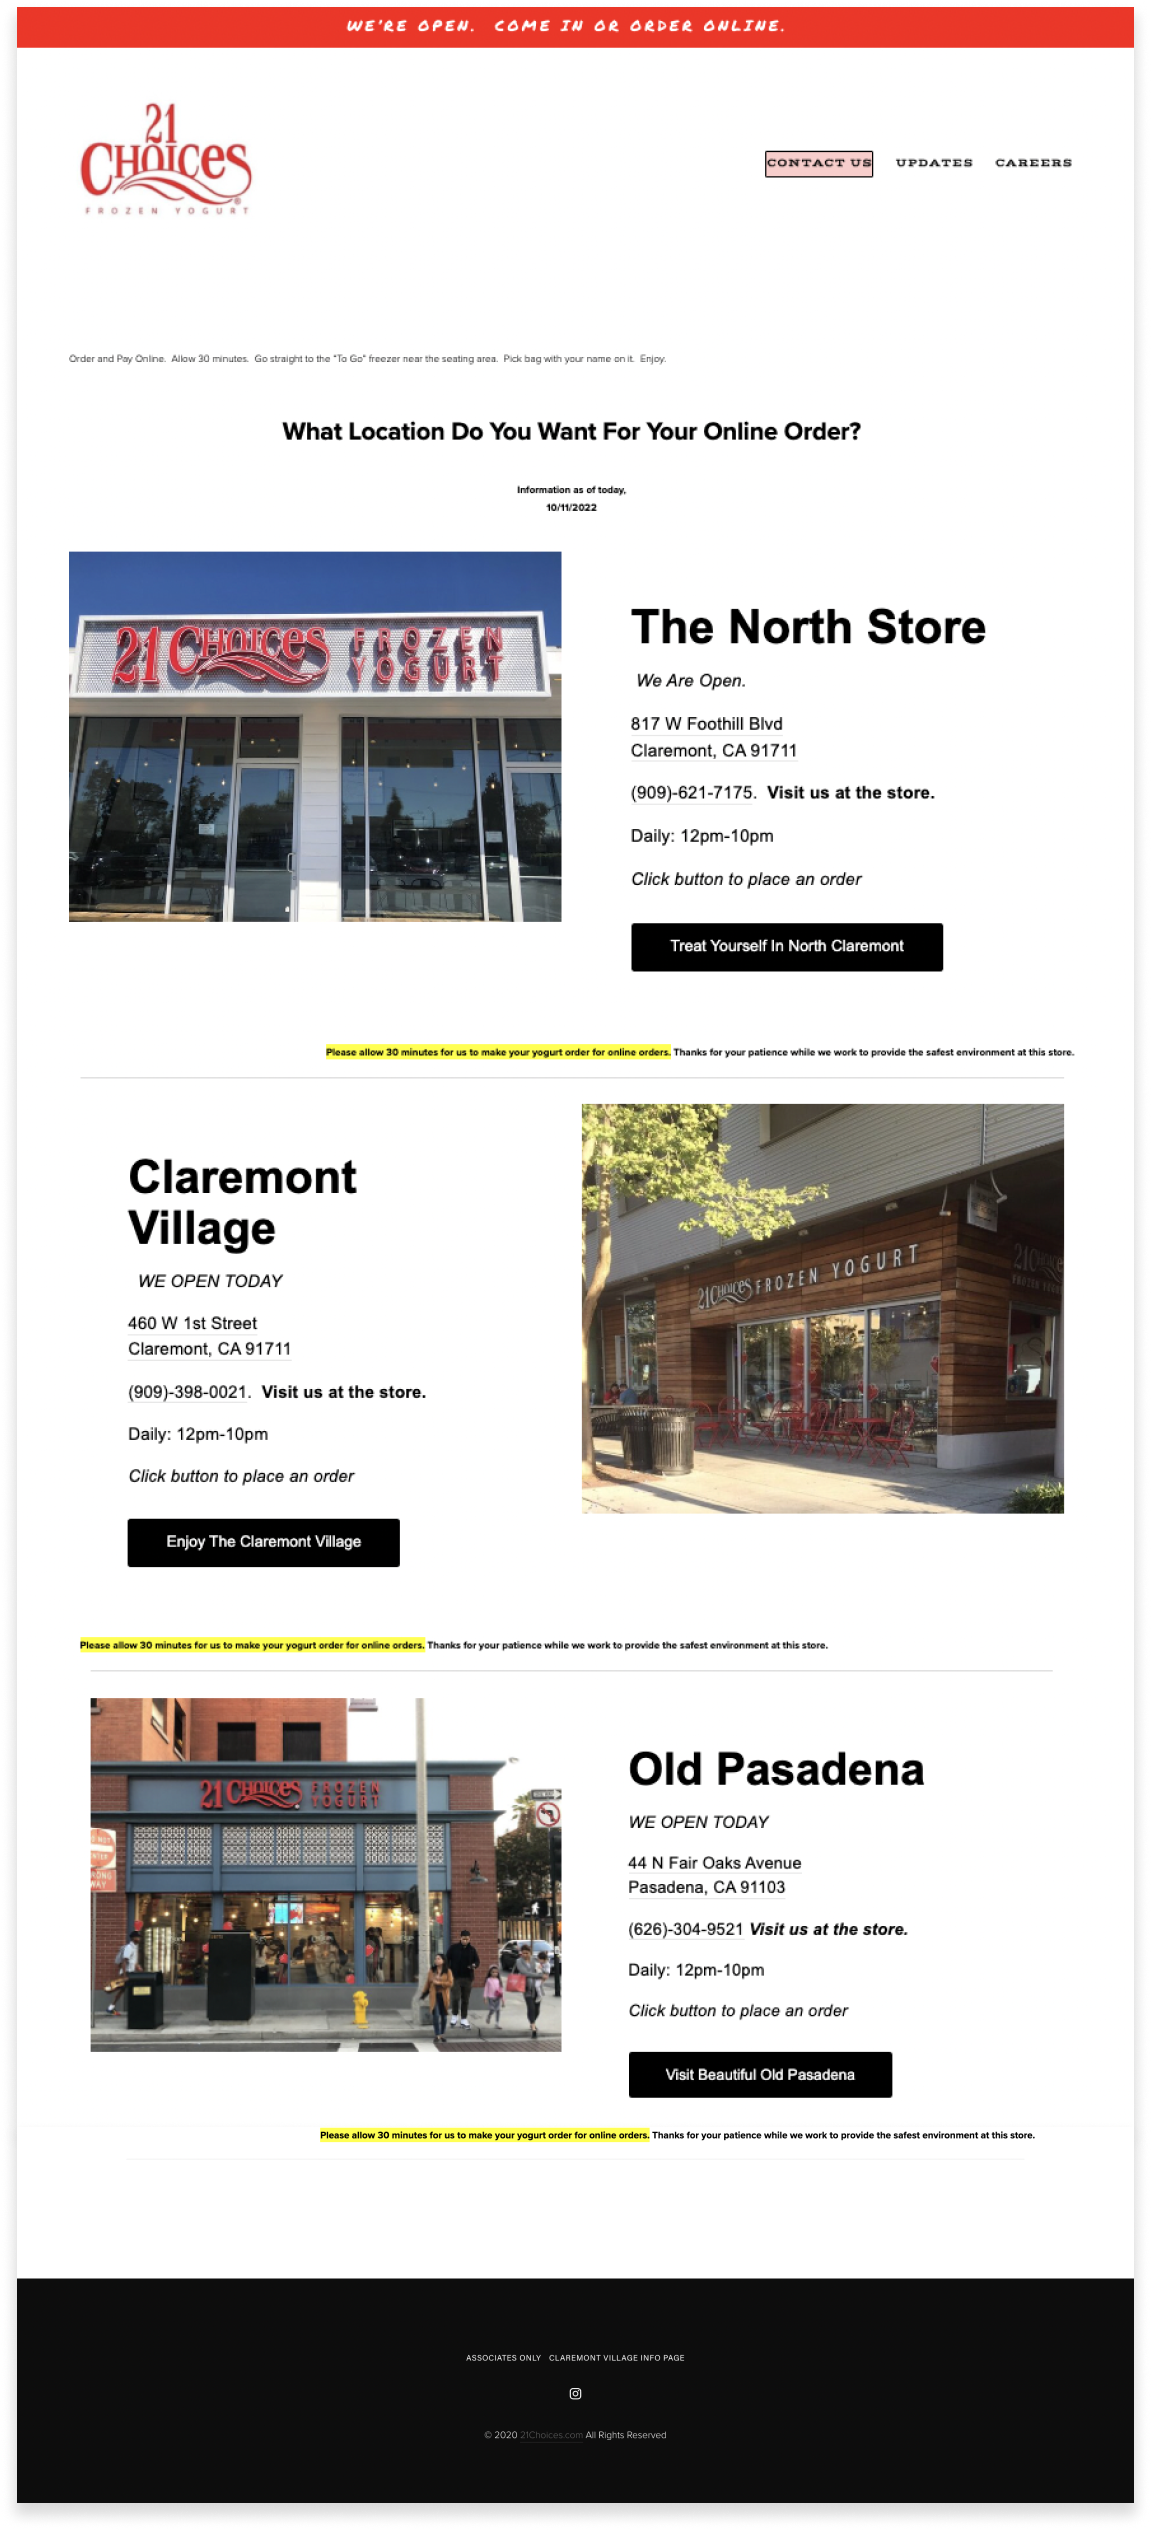 WE'RE OPEN. COME IN OR ORDER ONLINE.
21
CHOICES
FROZEN YOGURT
CONTACT US
UPDATES
CAREERS
Order and Pay Online. Allow 30 minutes. Go straight to the "To Go" freezer near the seating area. Pick bag with your name on it. Enjoy.
What Location Do You Want For Your Online Order?
Information as of today,
10/11/2022
21 CHOICES FROZEN
YOGURT
The North Store
We Are Open.
817 W Foothill Blvd
Claremont, CA 91711
(909)-621-7175. Visit us at the store.
Daily: 12pm-10pm
Click button to place an order
Treat Yourself In North Claremont
Please allow 30 minutes for us to make your yogurt order for online orders. Thanks for your patience while we work to provide the safest environment at this store.
Claremont
Village
WE OPEN TODAY
460 W 1st Street
Claremont, CA 91711
(909)-398-0021. Visit us at the store.
Daily: 12pm-10pm
Click button to place an order
Enjoy The Claremont Village
21 CHOICES FROZEN YOGURT
Please allow 30 minutes for us to make your yogurt order for online orders. Thanks for your patience while we work to provide the safest environment at this store.
21 CHOICES FROZEN
YOGURT
WRONG
WAY
Old Pasadena
WE OPEN TODAY
44 N Fair Oaks Avenue
Pasadena, CA 91103
(626)-304-9521 Visit us at the store.
Daily: 12pm-10pm
Click button to place an order
Visit Beautiful Old Pasadena
Please allow 30 minutes for us to make your yogurt order for online orders. Thanks for your patience while we work to provide the safest environment at this store.
ASSOCIATES ONLY CLAREMONT VILLAGE INFO PAGE
© 2020 21Choices.com All Rights Reserved